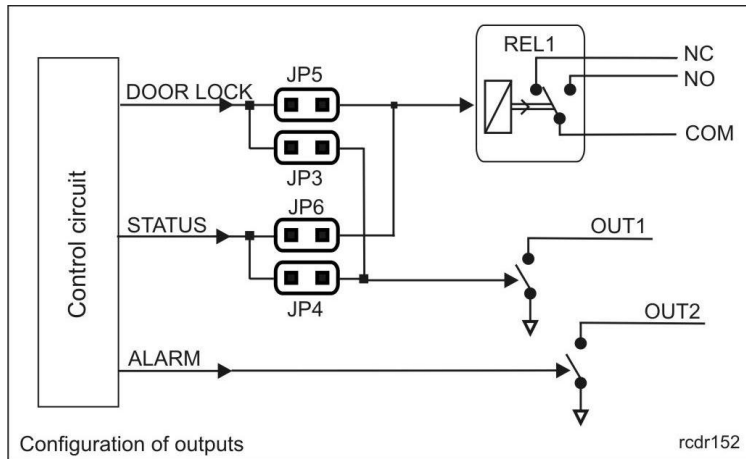 REL1
NC
NO
COM
JP5
DOOR LOCK
JP3
JP6
STATUS
JP4
Control circuit
OUT1
OUT2
ALARM
Configuration of outputs
rcdr152